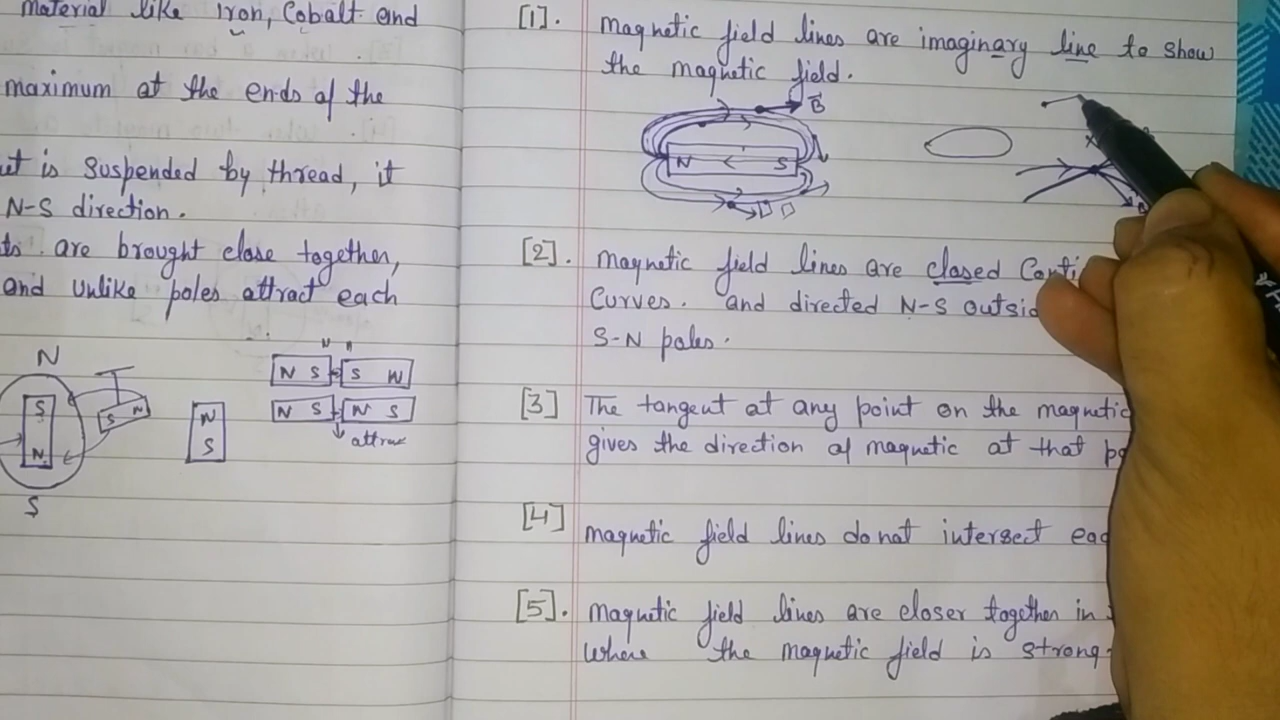 material like Iron, Cobalt and
maximum at the ends of the
is suspended by thread, it
N-S direction.
are brought close together,
and unlike poles attract each
N
S
N
S
S N
N
S
N S S N
N S N S
attrac
[1]. Magnetic field lines are imaginary line to show
the magnetic field.
B
N S
[2]. Magnetic field lines are closed
Curves. and directed N-S
S-N poles.
[3] The tangent at any point on the magnetic
gives the direction of magnetic at that
[4] Magnetic field lines do not intersect
[5]. Magnetic field lines are closer together in
where the magnetic field is strong